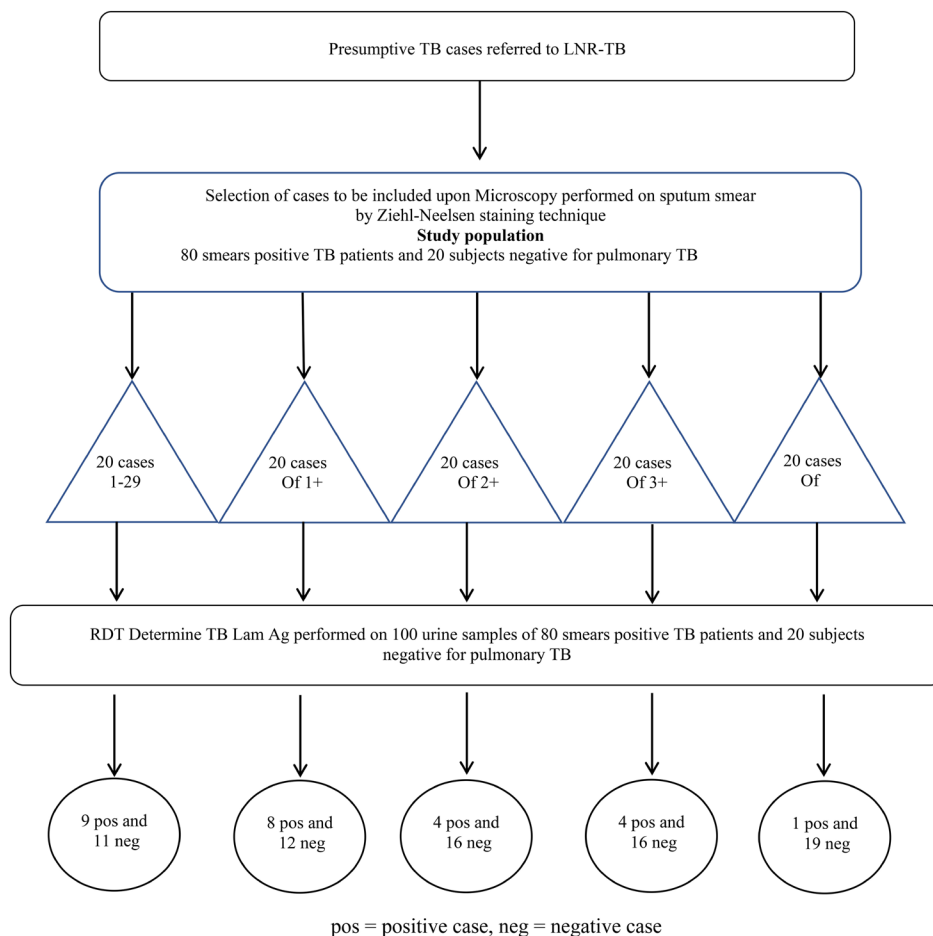 Presumptive TB cases referred to LNR-TB
Selection of cases to be included upon Microscopy performed on sputum smear
by Ziehl-Neelsen staining technique
Study population
80 smears positive TB patients and 20 subjects negative for pulmonary TB
20 cases
1-29
20 cases
Of 1+
20 cases
Of 2+
20 cases
Of 3+
20 cases
Of
RDT Determine TB Lam Ag performed on 100 urine samples of 80 smears positive TB patients and 20 subjects
negative for pulmonary TB
9 pos and
11 neg
8 pos and
12 neg
4 pos and
16 neg
4 pos and
16 neg
1 pos and
19 neg
pos = positive case, neg = negative case